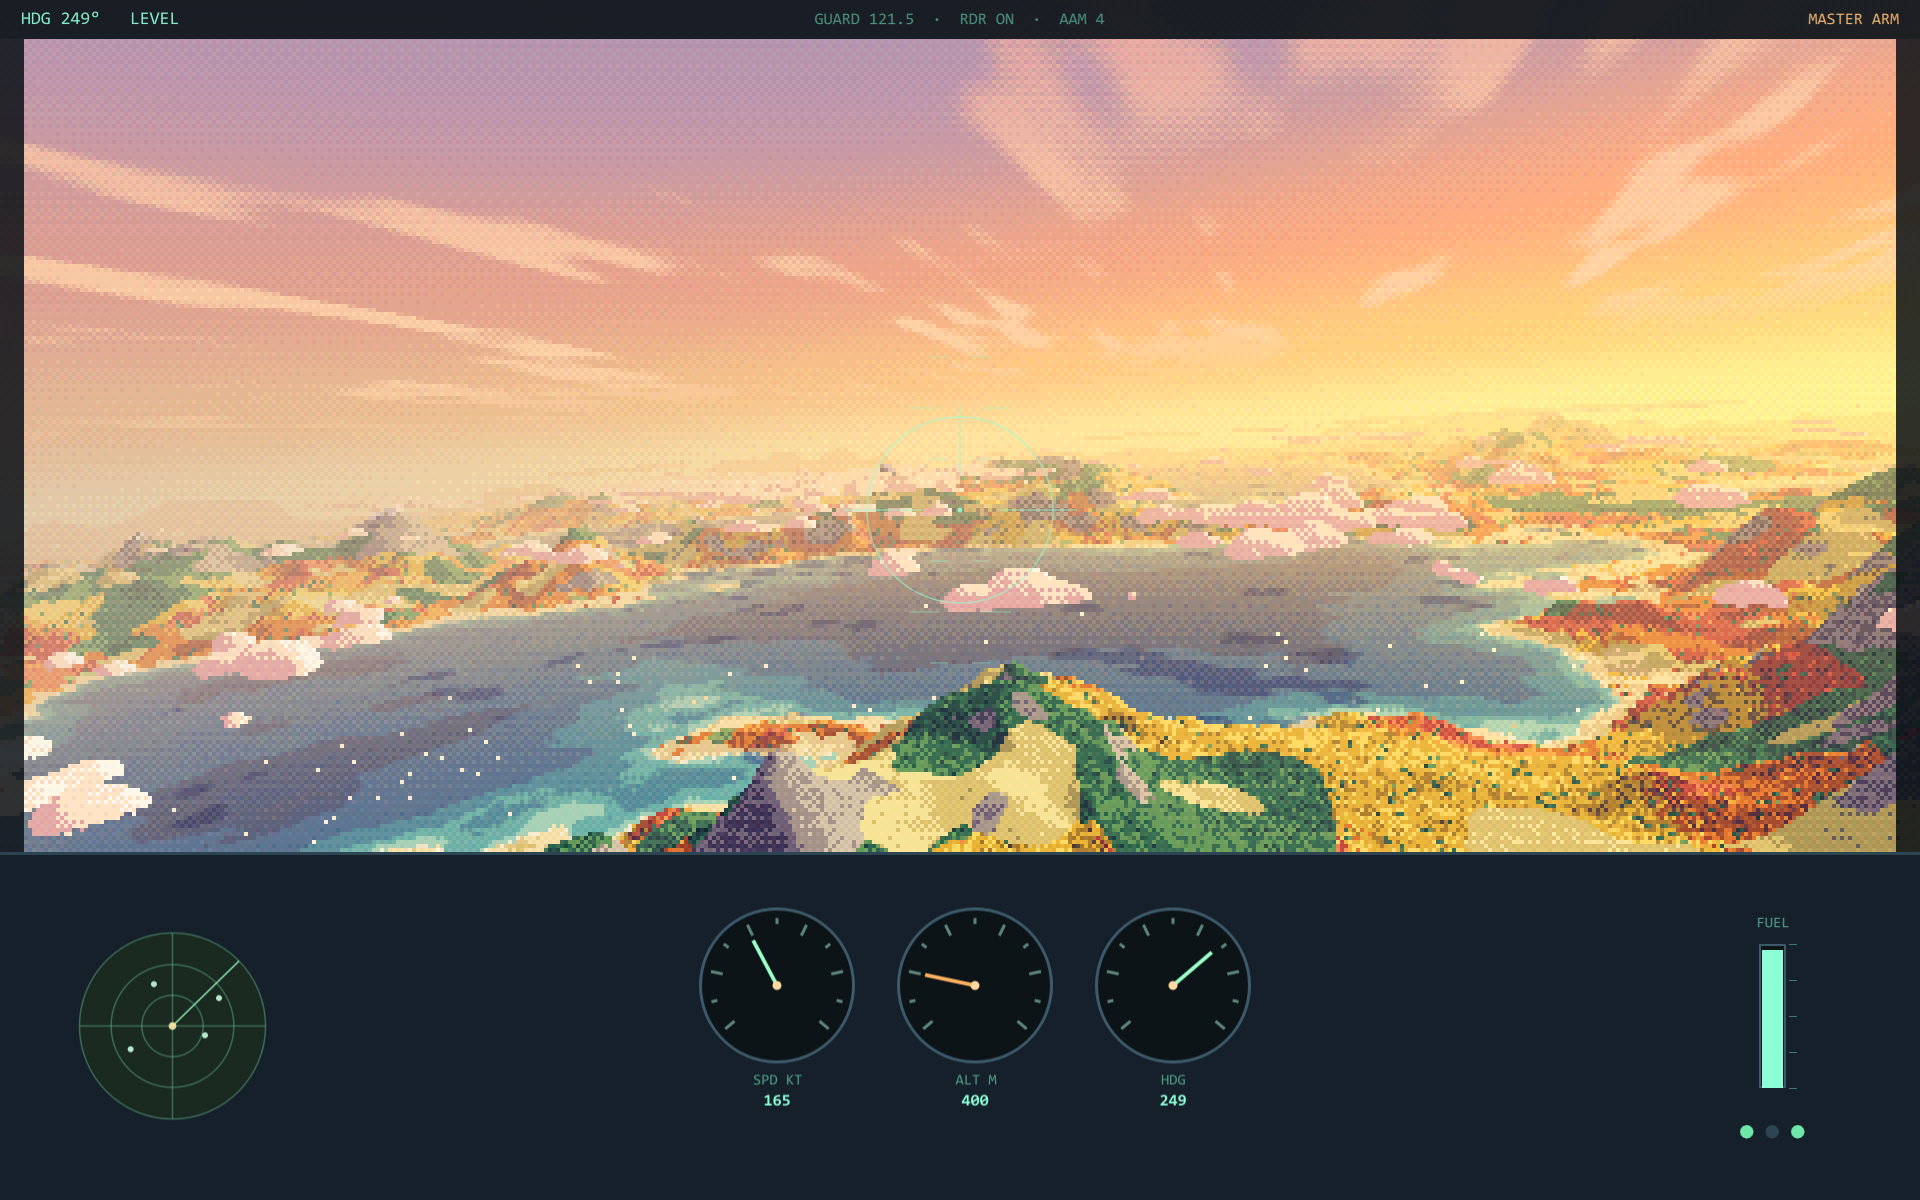 HDG 249° LEVEL GUARD 121.5 · RDR ON · AAM 4 MASTER ARM
FUEL
SPD KT ALT M HDG
165 400 249